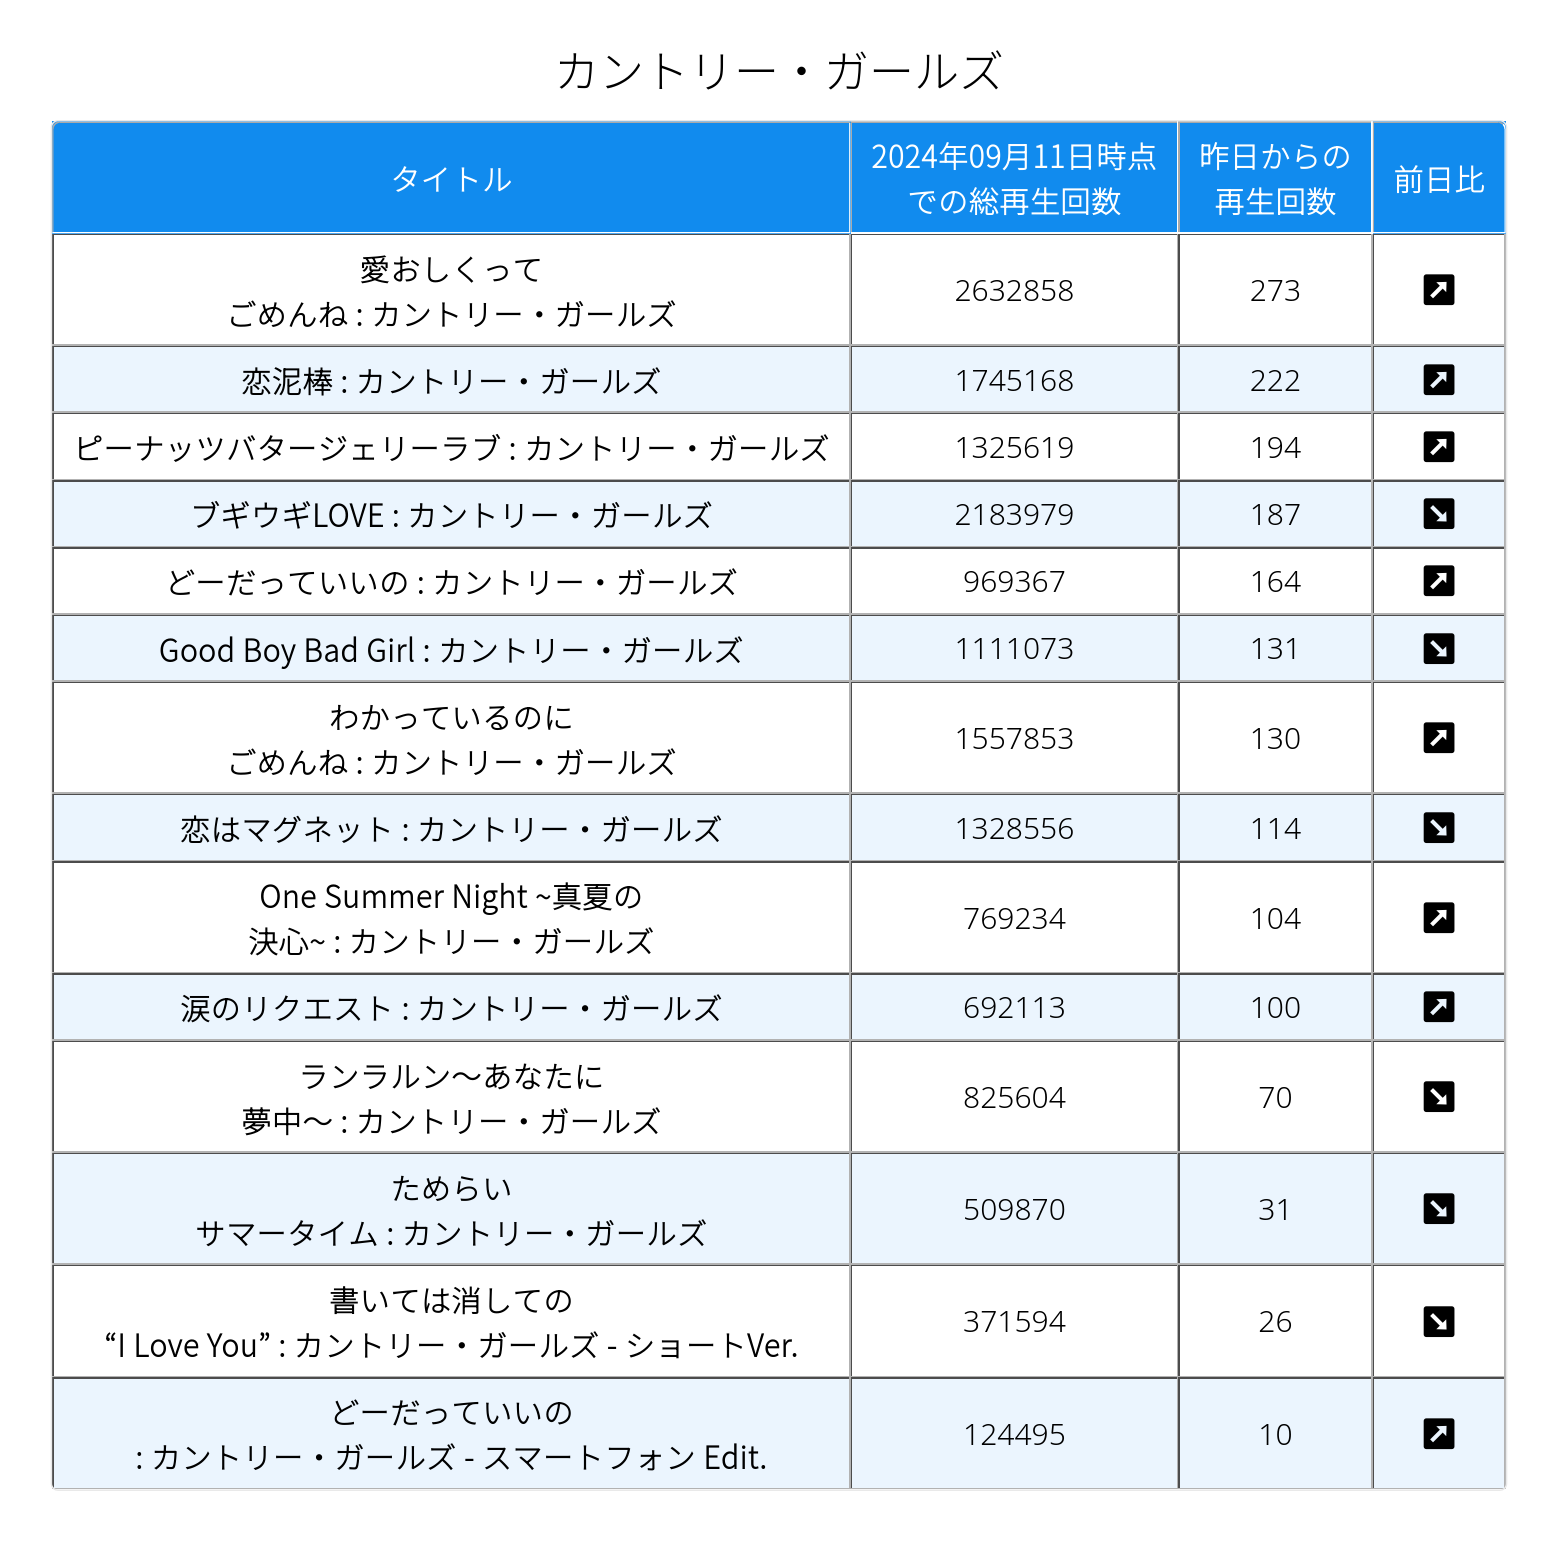 カントリー・ガールズ
タイトル
2024年09月11日時点
での総再生回数
昨日からの
再生回数
前日比
愛おしくって
ごめんね : カントリー・ガールズ
2632858
273
恋泥棒 : カントリー・ガールズ
1745168
222
ピーナッツバタージェリーラブ : カントリー・ガールズ
1325619
194
ブギウギLOVE : カントリー・ガールズ
2183979
187
どーだっていいの : カントリー・ガールズ
969367
164
Good Boy Bad Girl : カントリー・ガールズ
1111073
131
わかっているのに
ごめんね : カントリー・ガールズ
1557853
130
恋はマグネット : カントリー・ガールズ
1328556
114
One Summer Night ~真夏の
決心~ : カントリー・ガールズ
769234
104
涙のリクエスト : カントリー・ガールズ
692113
100
ランラルン〜あなたに
夢中〜 : カントリー・ガールズ
825604
70
ためらい
サマータイム : カントリー・ガールズ
509870
31
書いては消しての
“I Love You” : カントリー・ガールズ - ショートVer.
371594
26
どーだっていいの
: カントリー・ガールズ - スマートフォン Edit.
124495
10